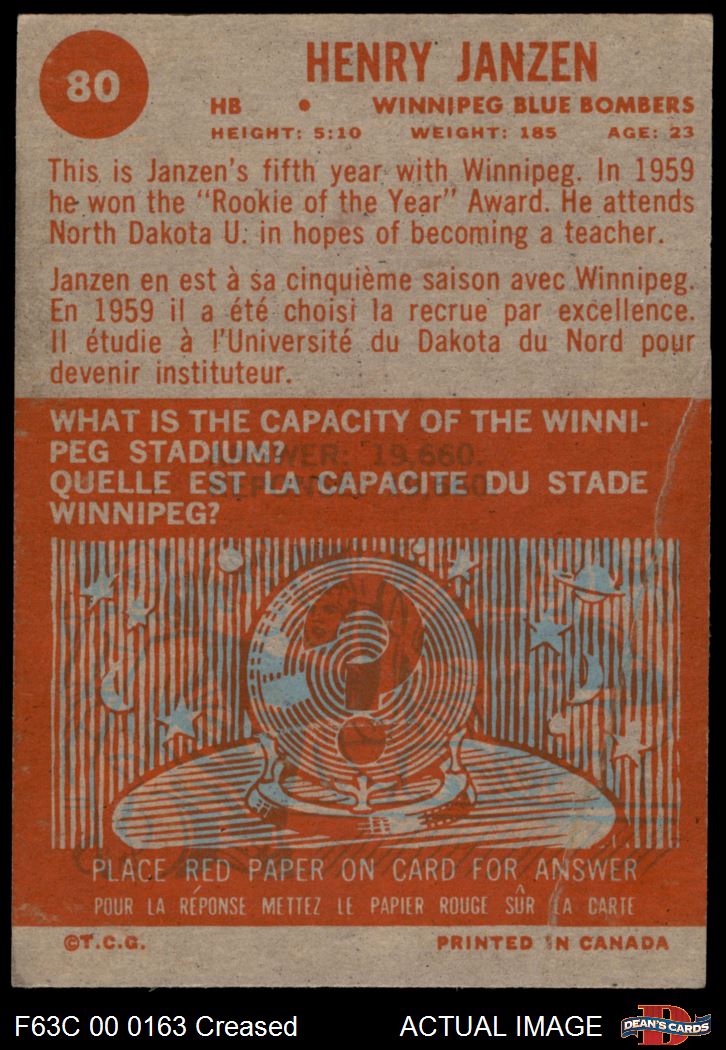 80
HENRY JANZEN
HB • WINNIPEG BLUE BOMBERS
HEIGHT: 5:10 WEIGHT: 185 AGE: 23
This is Janzen's fifth year with Winnipeg. In 1959
he won the "Rookie of the Year" Award. He attends
North Dakota U. in hopes of becoming a teacher.
Janzen en est à sa cinquième saison avec Winnipeg.
En 1959 il a été choisi la recrue par excellence.
Il étudie à l'Université du Dakota du Nord pour
devenir instituteur.
WHAT IS THE CAPACITY OF THE WINNI-
PEG STADIUM?
ANSWER: 19,660.
QUELLE EST LA CAPACITE DU STADE
WINNIPEG?
PLACE RED PAPER ON CARD FOR ANSWER
POUR LA RÉPONSE METTEZ LE PAPIER ROUGE SÛR LA CARTE
©T.C.G. PRINTED IN CANADA
F63C 00 0163 Creased ACTUAL IMAGE
D
DEAN'S CARDS